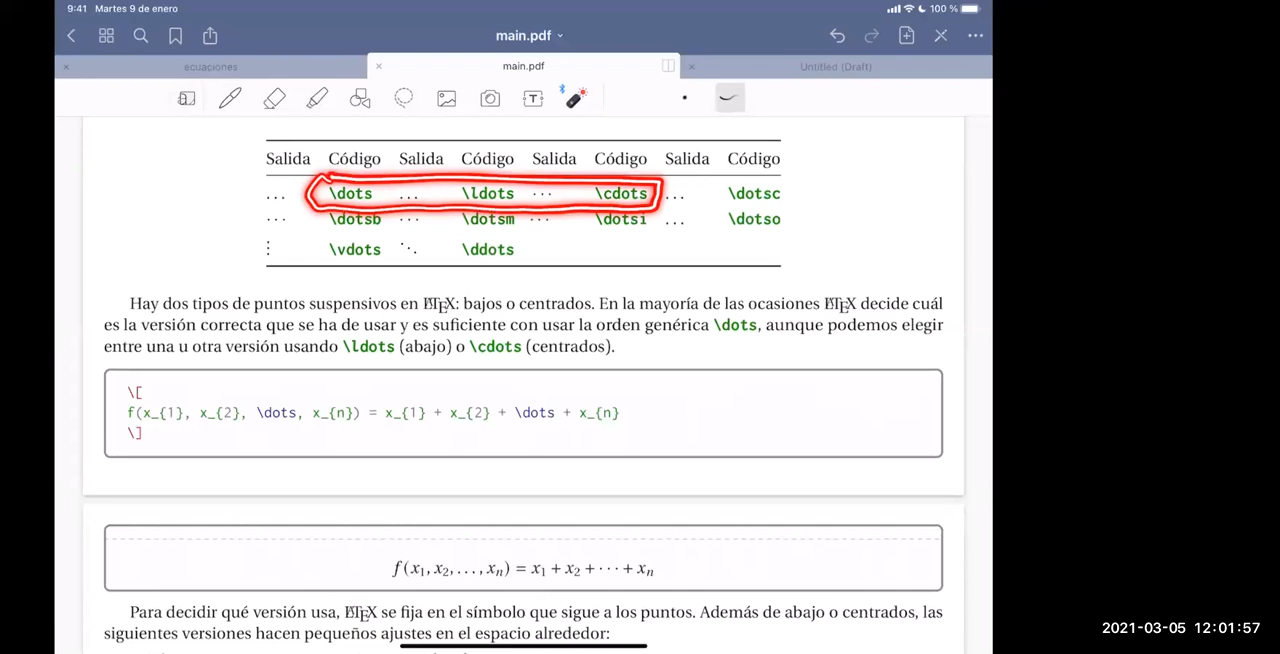 9:41 Martes 9 de enero 100 %
main.pdf
ecuaciones main.pdf Untitled (Draft)
Salida Código Salida Código Salida Código Salida Código
... \dots ... \ldots ··· \cdots ... \dotsc
··· \dotsb ··· \dotsm ··· \dotsi ... \dotso
⋮ \vdots ⋱ \ddots
Hay dos tipos de puntos suspensivos en LATEX: bajos o centrados. En la mayoría de las ocasiones LATEX decide cuál
es la versión correcta que se ha de usar y es suficiente con usar la orden genérica \dots, aunque podemos elegir
entre una u otra versión usando \ldots (abajo) o \cdots (centrados).
\[
f(x_{1}, x_{2}, \dots, x_{n}) = x_{1} + x_{2} + \dots + x_{n}
\]
f(x₁, x₂, ..., xₙ) = x₁ + x₂ + ··· + xₙ
Para decidir qué versión usa, LATEX se fija en el símbolo que sigue a los puntos. Además de abajo o centrados, las
siguientes versiones hacen pequeños ajustes en el espacio alrededor:
2021-03-05 12:01:57